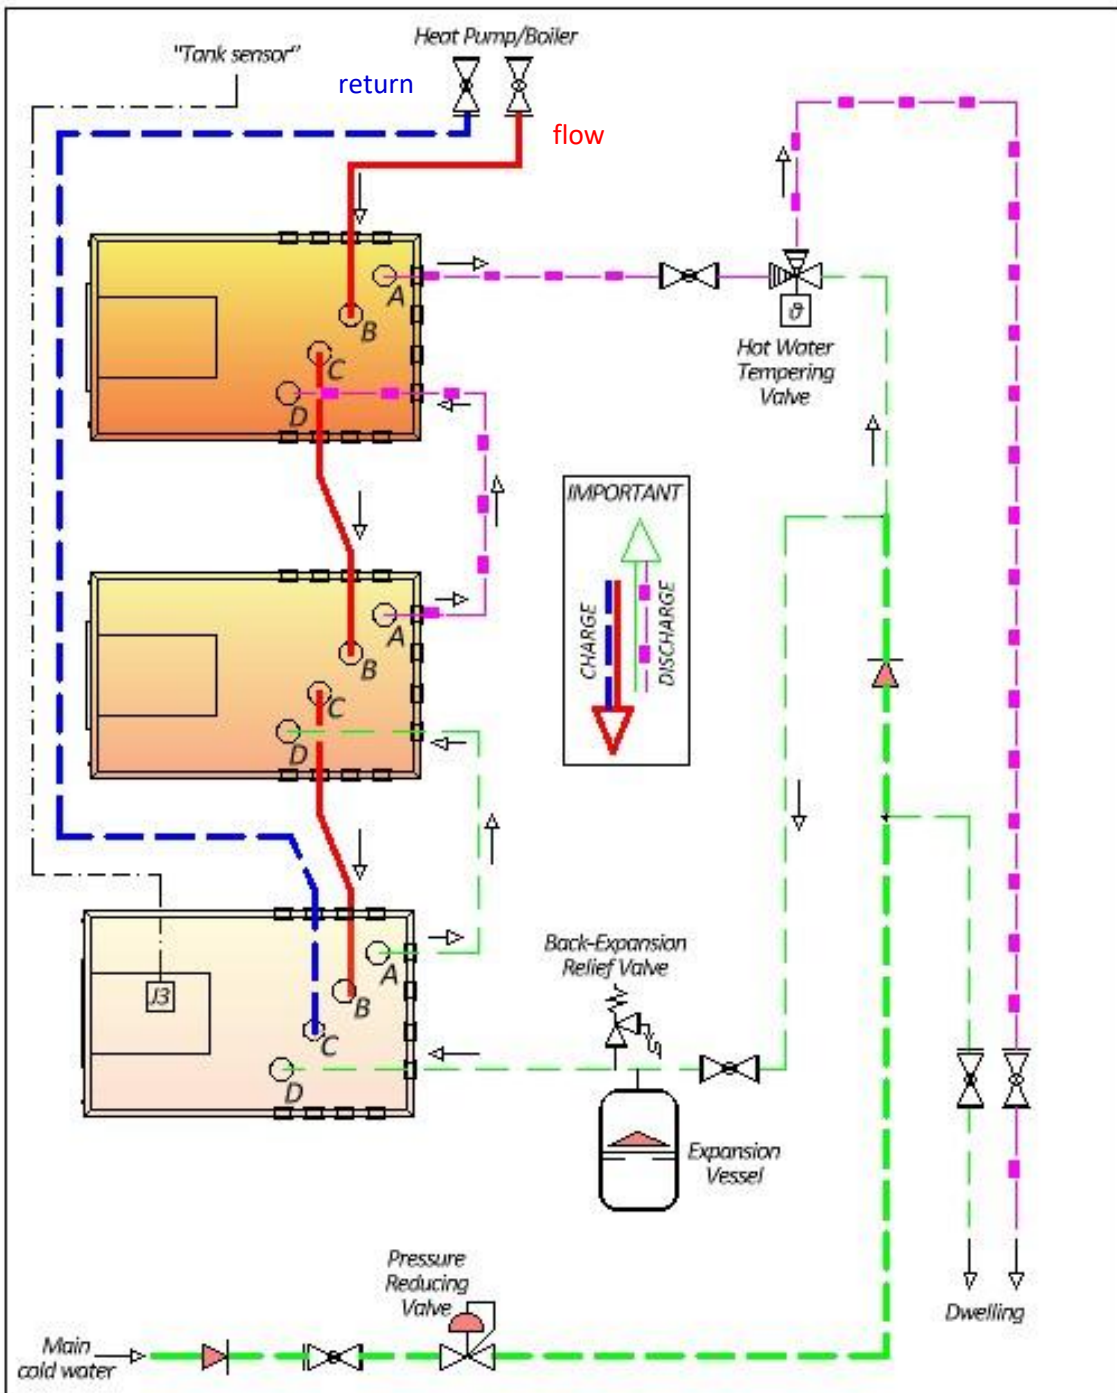 Heat Pump/Boiler
"Tank sensor"
return
flow
A
B
C
D
ϑ
Hot Water
Tempering
Valve
IMPORTANT
CHARGE
DISCHARGE
A
B
C
D
Back-Expansion
Relief Valve
A
J3
B
C
D
Expansion
Vessel
Pressure
Reducing
Valve
Dwelling
Main
cold water